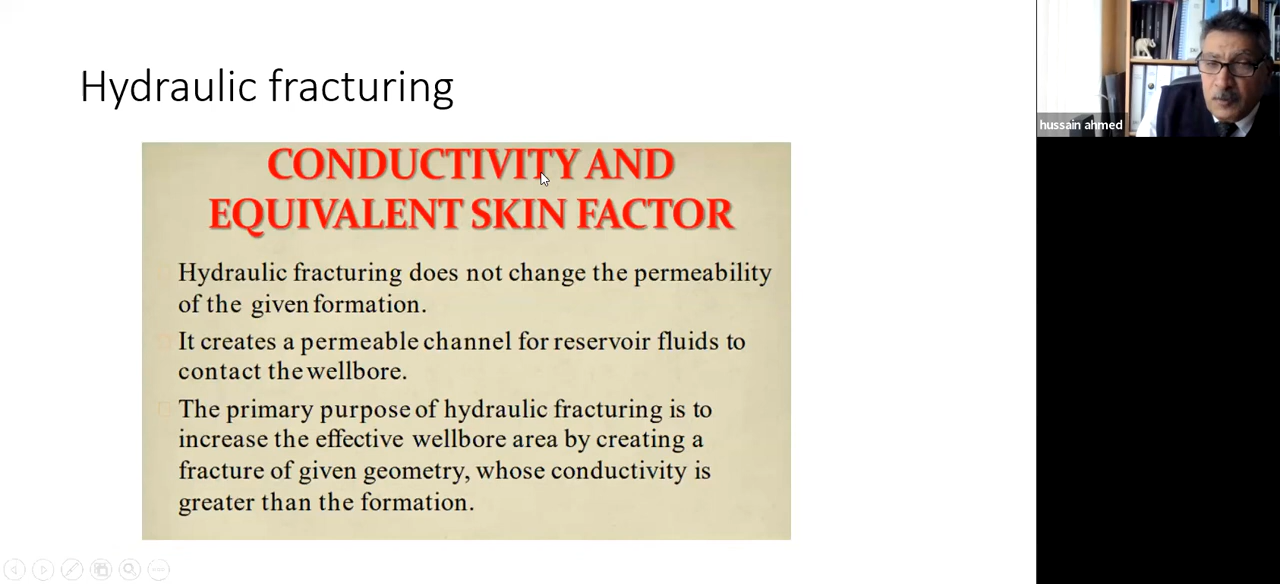 Hydraulic fracturing
CONDUCTIVITY AND
EQUIVALENT SKIN FACTOR
Hydraulic fracturing does not change the permeability
of the given formation.
It creates a permeable channel for reservoir fluids to
contact the wellbore.
The primary purpose of hydraulic fracturing is to
increase the effective wellbore area by creating a
fracture of given geometry, whose conductivity is
greater than the formation.
hussain ahmed